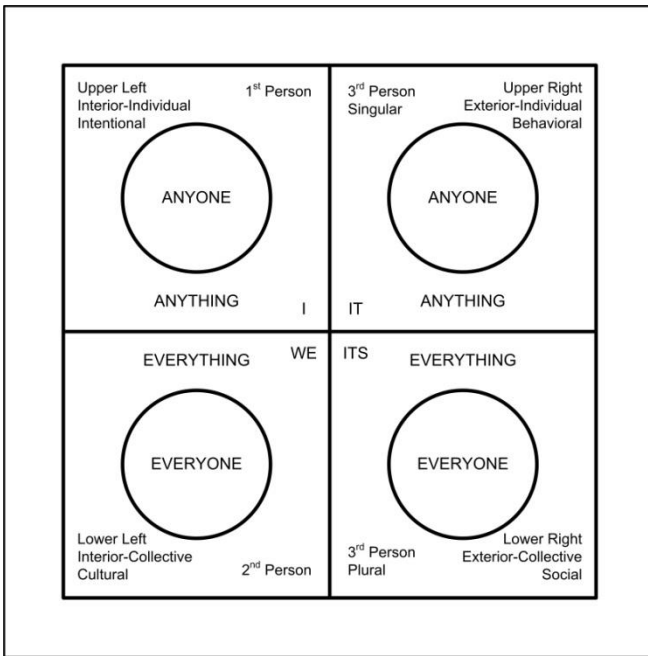 Upper Left
Interior-Individual
Intentional
1st Person
ANYONE
ANYTHING
I
3rd Person
Singular
Upper Right
Exterior-Individual
Behavioral
ANYONE
ANYTHING
IT
EVERYTHING
WE
EVERYONE
Lower Left
Interior-Collective
Cultural
2nd Person
ITS
EVERYTHING
EVERYONE
3rd Person
Plural
Lower Right
Exterior-Collective
Social